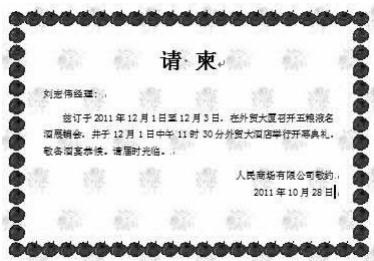 请柬
刘宏伟经理：
兹订于 2011 年 12 月 1 日至 12 月 3 日，在外贸大厦召开五粮液名
酒展销会，并于 12 月 1 日中午 11 时 30 分外贸大酒店举行开幕典礼，
敬备酒宴恭候。请届时光临。
人民商场有限公司敬约
2011 年 10 月 28 日